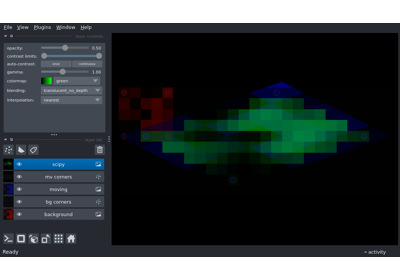 File View Plugins Window Help
opacity: 0.50
contrast limits:
auto-contrast: once continuous
gamma: 1.00
colormap: green
blending: translucent_no_depth
interpolation: nearest
scipy
mv corners
moving
bg corners
background
Ready
activity